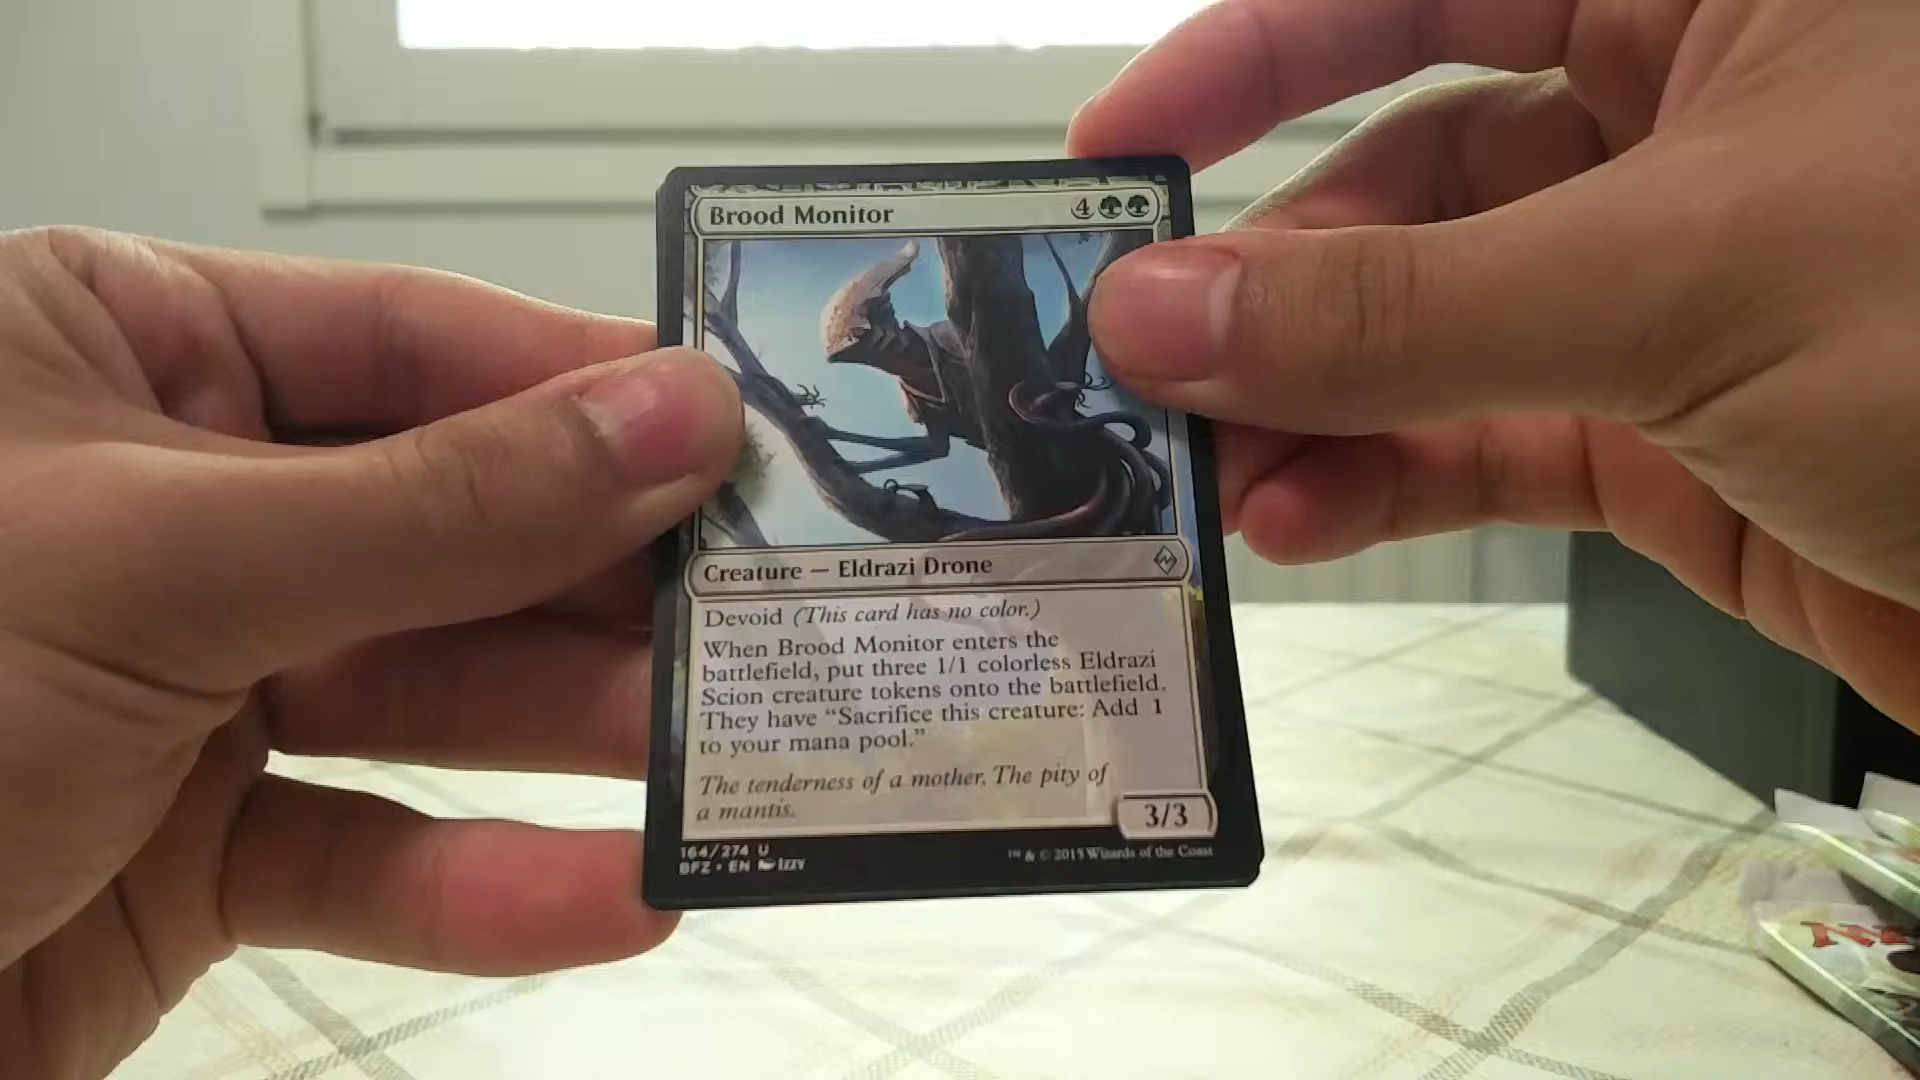 Brood Monitor 4
Creature — Eldrazi Drone
Devoid (This card has no color.)
When Brood Monitor enters the
battlefield, put three 1/1 colorless Eldrazi
Scion creature tokens onto the battlefield.
They have “Sacrifice this creature: Add 1
to your mana pool.”
The tenderness of a mother. The pity of
a mantis.
3/3
164/274 U
BFZ • EN Izzy
™ & © 2015 Wizards of the Coast